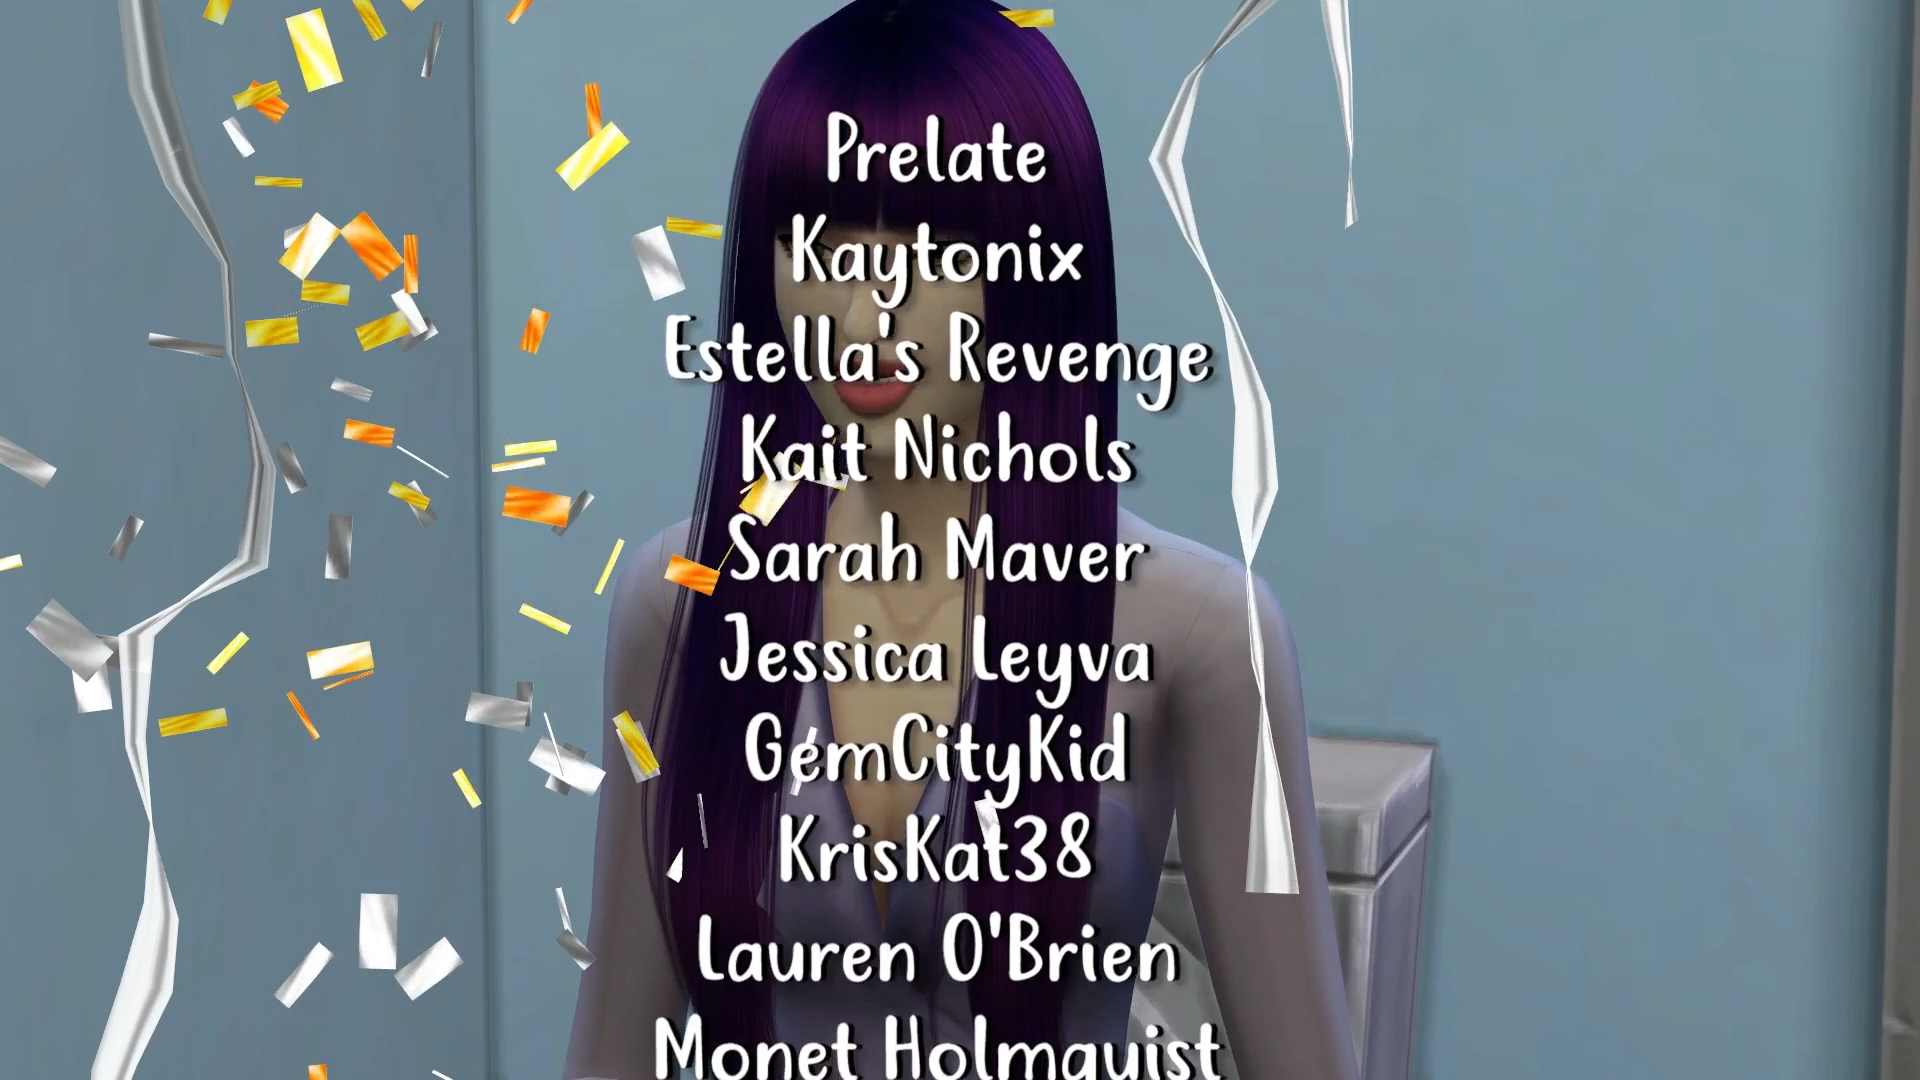 Prelate
Kaytonix
Estella's Revenge
Kait Nichols
Sarah Maver
Jessica Leyva
GemCityKid
KrisKat38
Lauren O'Brien
Monet Holmquist